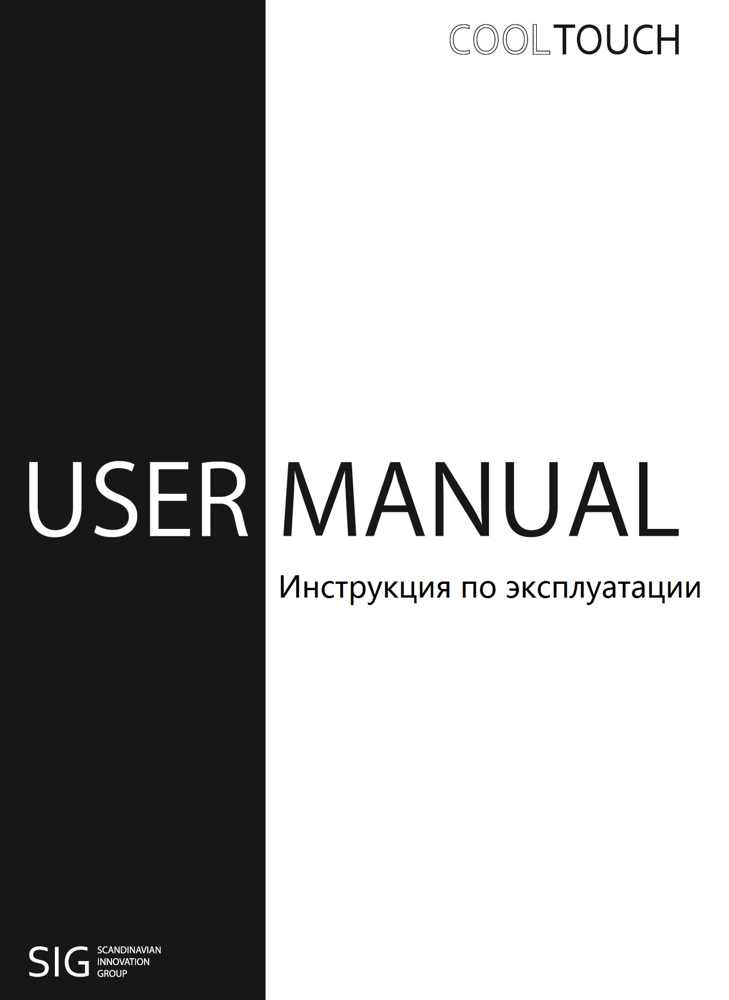 COOLTOUCH
USER MANUAL
Инструкция по эксплуатации
SIG SCANDINAVIAN
INNOVATION
GROUP